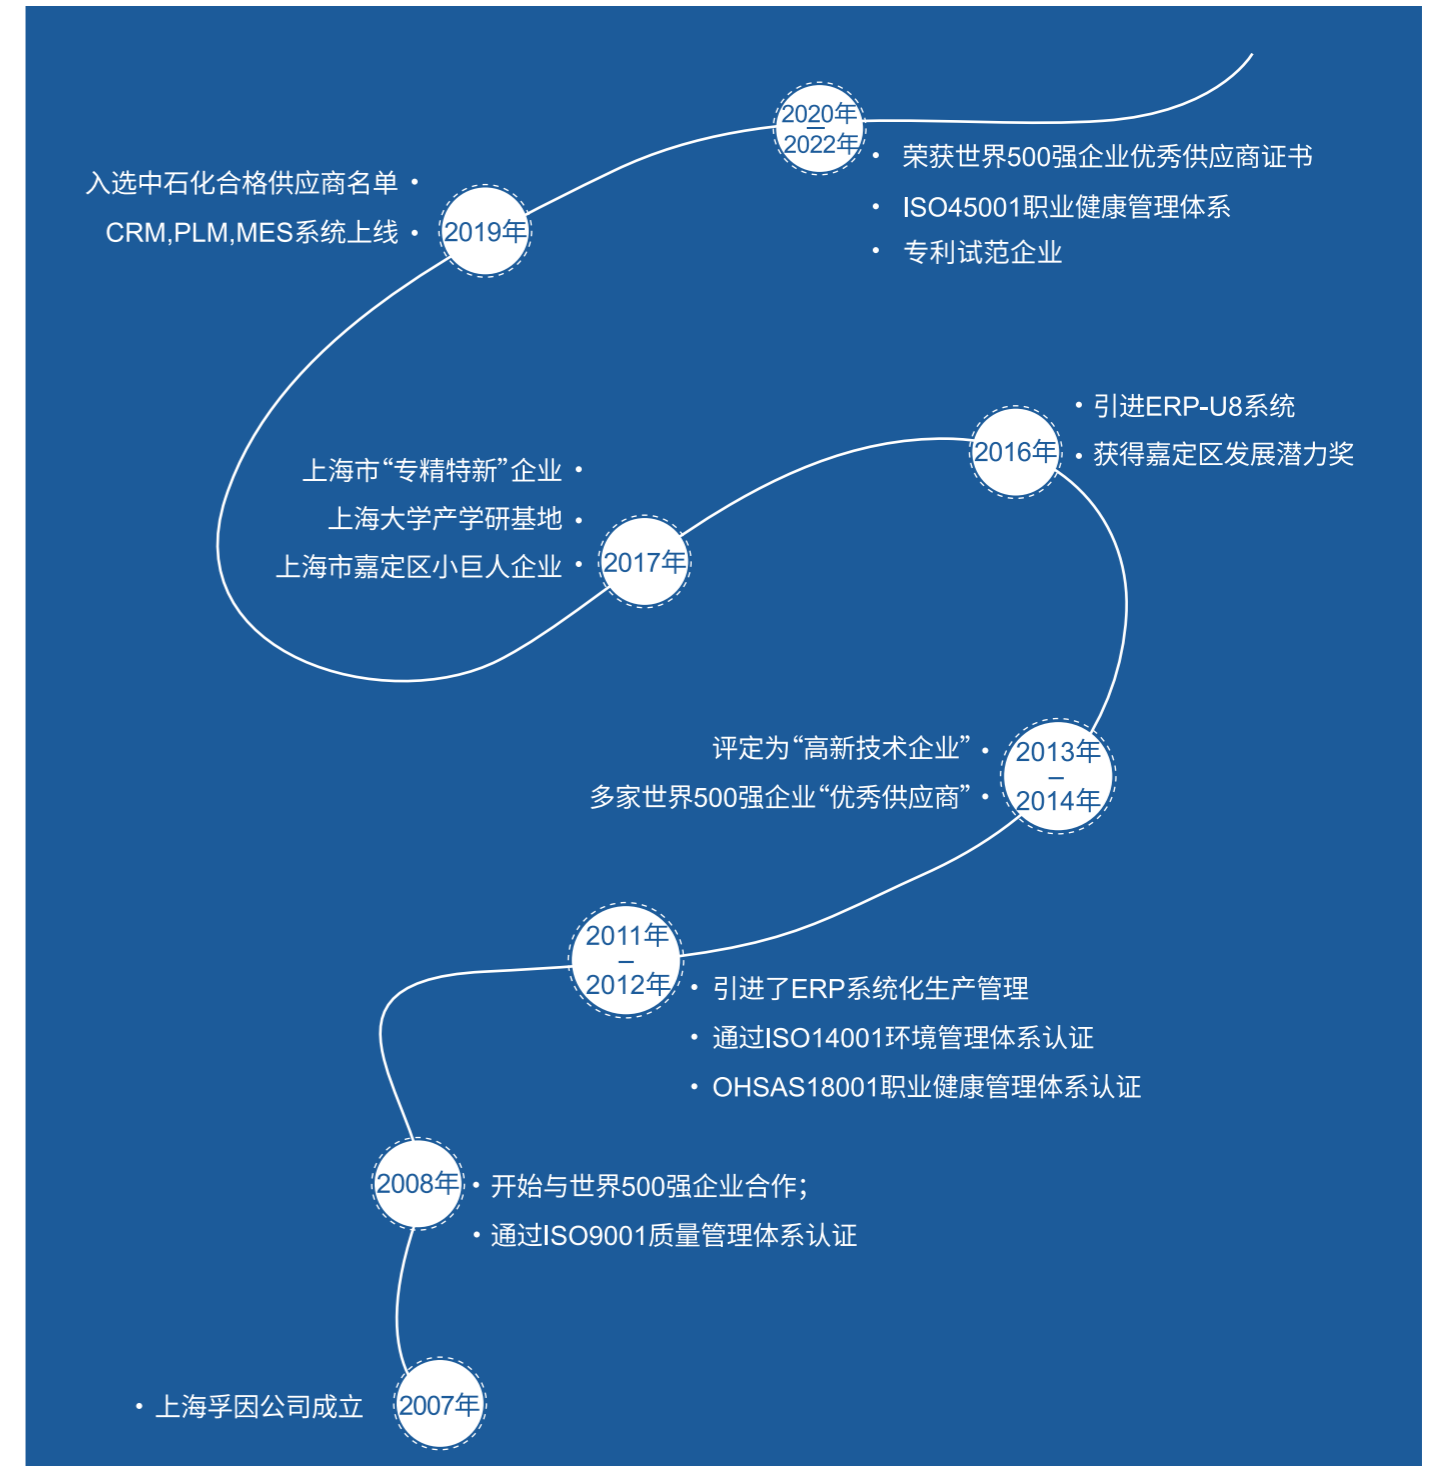 2020年
–
2022年
• 荣获世界500强企业优秀供应商证书
• ISO45001职业健康管理体系
• 专利试范企业
入选中石化合格供应商名单 •
CRM,PLM,MES系统上线 •
2019年
• 引进ERP-U8系统
• 获得嘉定区发展潜力奖
2016年
上海市“专精特新”企业 •
上海大学产学研基地 •
上海市嘉定区小巨人企业 •
2017年
评定为“高新技术企业” •
多家世界500强企业“优秀供应商” •
2013年
–
2014年
2011年
–
2012年
• 引进了ERP系统化生产管理
• 通过ISO14001环境管理体系认证
• OHSAS18001职业健康管理体系认证
2008年
• 开始与世界500强企业合作；
• 通过ISO9001质量管理体系认证
• 上海孚因公司成立
2007年